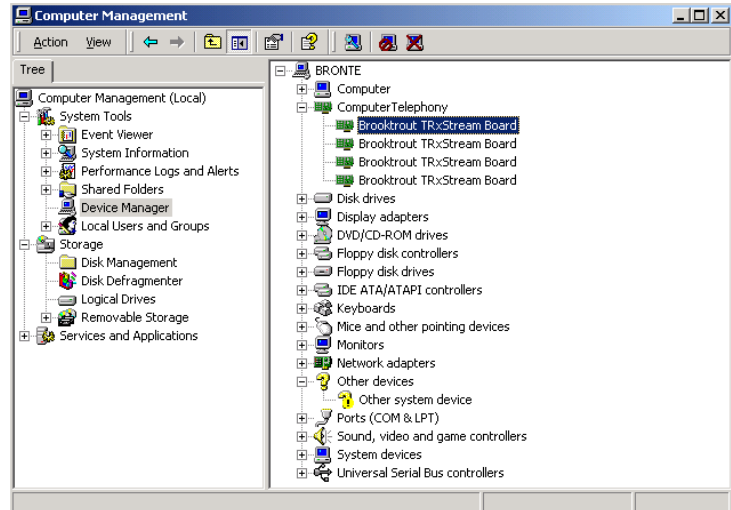 Computer Management
Action View
Tree
Computer Management (Local)
System Tools
Event Viewer
System Information
Performance Logs and Alerts
Shared Folders
Device Manager
Local Users and Groups
Storage
Disk Management
Disk Defragmenter
Logical Drives
Removable Storage
Services and Applications
BRONTE
Computer
ComputerTelephony
Brooktrout TRxStream Board
Brooktrout TRxStream Board
Brooktrout TRxStream Board
Brooktrout TRxStream Board
Disk drives
Display adapters
DVD/CD-ROM drives
Floppy disk controllers
Floppy disk drives
IDE ATA/ATAPI controllers
Keyboards
Mice and other pointing devices
Monitors
Network adapters
Other devices
Other system device
Ports (COM & LPT)
Sound, video and game controllers
System devices
Universal Serial Bus controllers